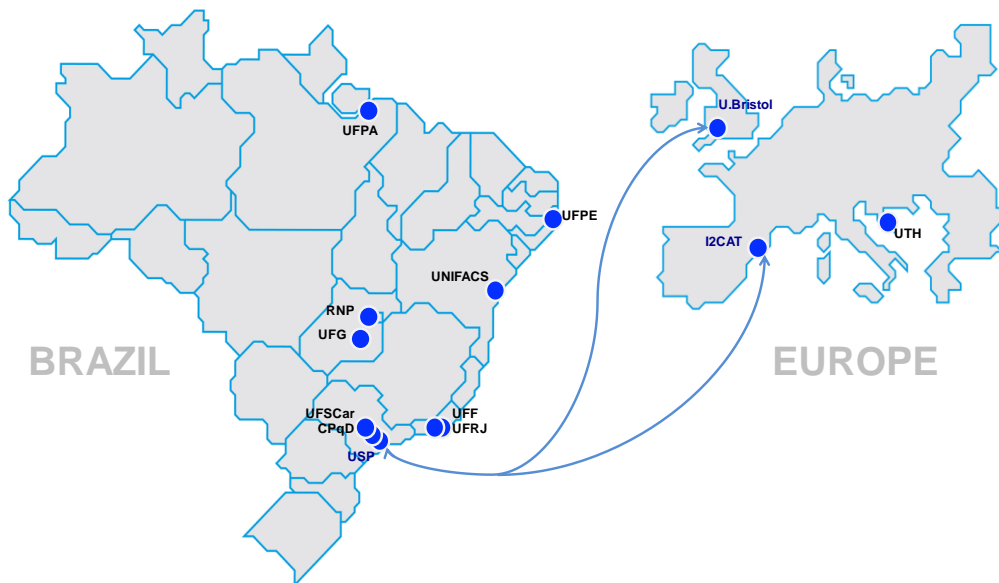 U.Bristol
UFPA
UFPE
UTH
I2CAT
UNIFACS
RNP
UFG
BRAZIL
EUROPE
UFSCar
UFF
CPqD
UFRJ
USP